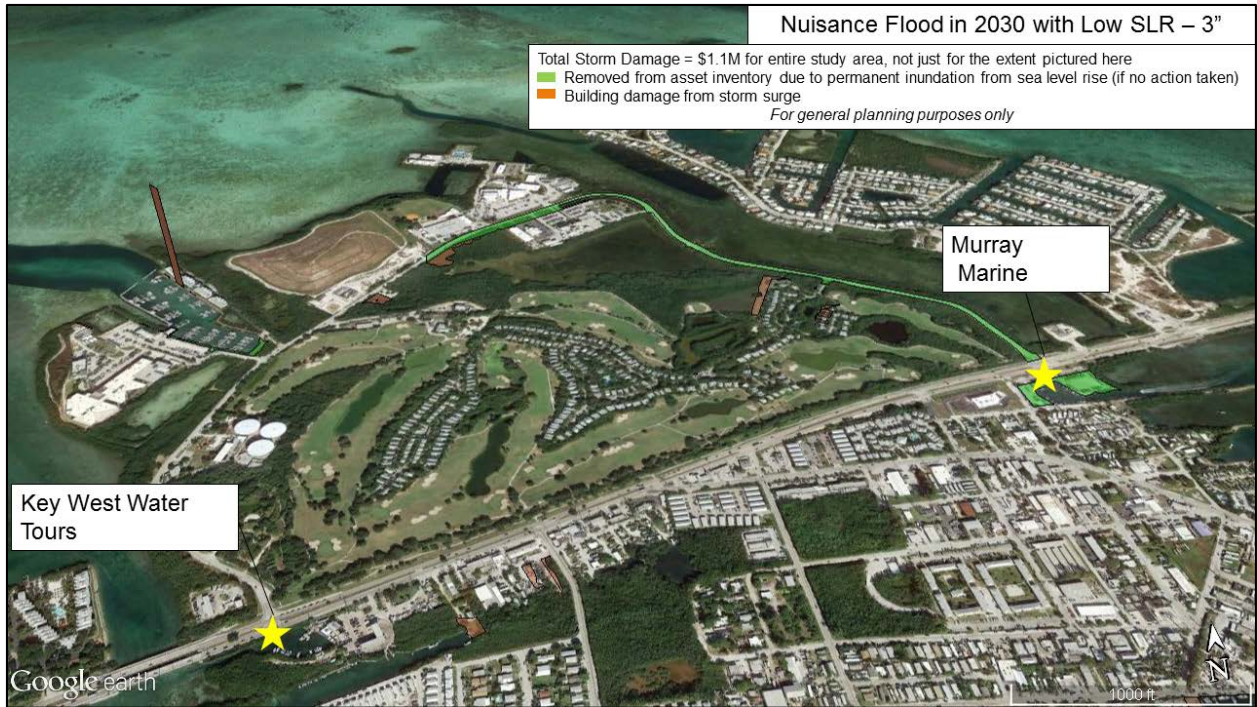 Nuisance Flood in 2030 with Low SLR – 3”
Total Storm Damage = $1.1M for entire study area, not just for the extent pictured here
Removed from asset inventory due to permanent inundation from sea level rise (if no action taken)
Building damage from storm surge
For general planning purposes only
Murray
Marine
Key West Water
Tours
Google earth
N
1000 ft